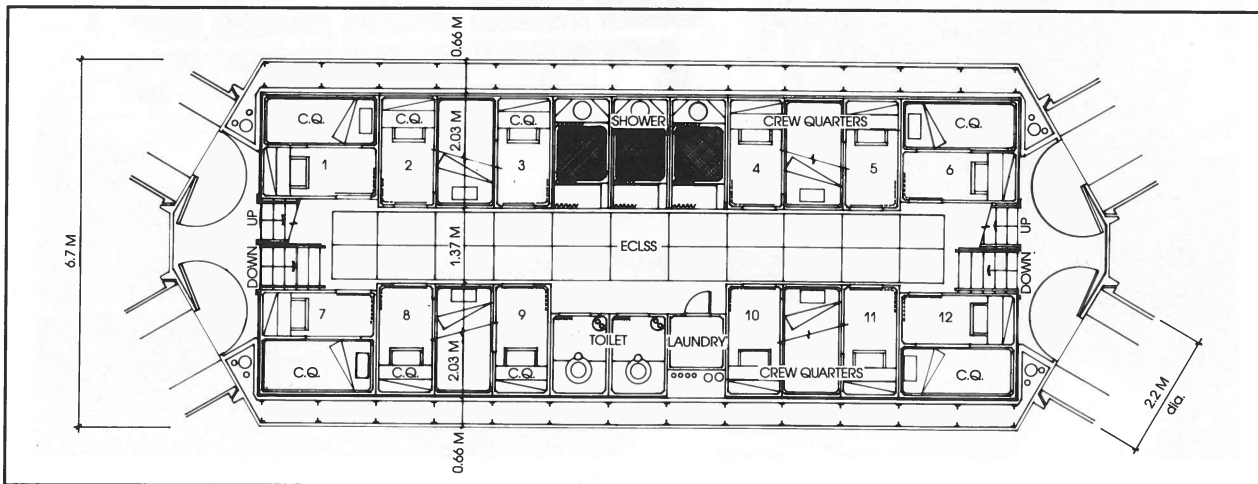 0.66 M
6.7 M
C.Q.
C.Q.
2.03 M
C.Q.
SHOWER
CREW QUARTERS
C.Q.
1
2
3
4
5
6
UP
DOWN
1.37 M
ECLSS
UP
DOWN
7
8
9
TOILET
LAUNDRY
10
11
12
C.Q.
C.Q.
2.03 M
C.Q.
CREW QUARTERS
C.Q.
0.66 M
2.2 M
dia.